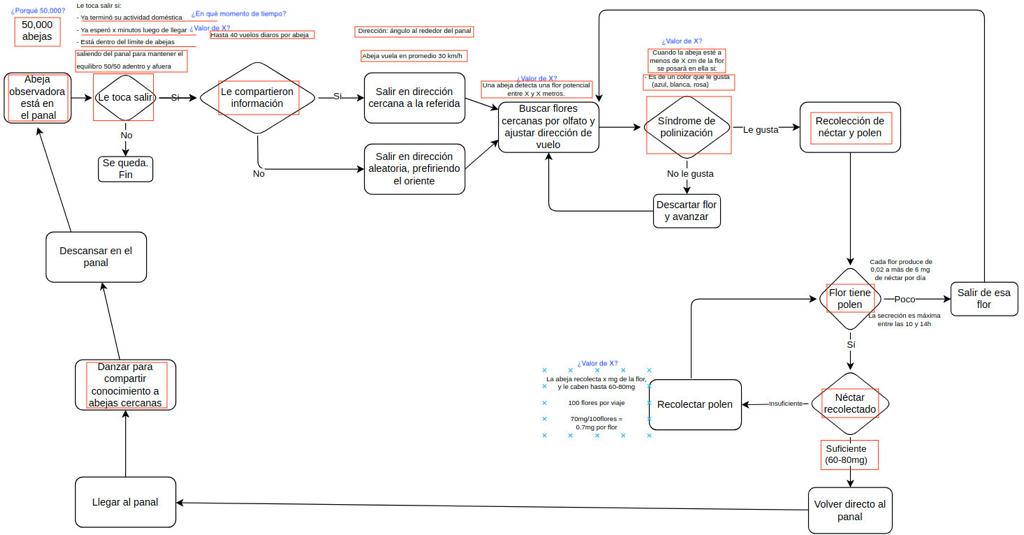 ¿Porqué 50,000?
50,000
abejas
Le toca salir si:
- Ya terminó su actividad doméstica
- Ya esperó x minutos luego de llegar
- Está dentro del límite de abejas
saliendo del panal para mantener el
equilibro 50/50 adentro y afuera
¿En qué momento de tiempo?
¿Valor de X?
Hasta 40 vuelos diaros por abeja
Dirección: ángulo al rededor del panal
Abeja vuela en promedio 30 km/h
¿Valor de X?
Una abeja detecta una flor potencial
entre X y X metros.
¿Valor de X?
Cuando la abeja esté a
menos de X cm de la flor
se posará en ella si:
- Es de un color que le gusta
(azul, blanca, rosa)
Abeja
observadora
está en
el panal
Le toca salir
Si
No
Se queda.
Fin
Le compartieron
información
Si
No
Salir en dirección
cercana a la referida
Salir en dirección
aleatoria, prefiriendo
el oriente
Buscar flores
cercanas por olfato y
ajustar dirección de
vuelo
Síndrome de
polinización
Le gusta
No le gusta
Descartar flor
y avanzar
Recolección de
néctar y polen
Cada flor produce de
0,02 a más de 6 mg
de néctar por día
Flor tiene
polen
Poco
Salir de esa
flor
La secreción es máxima
entre las 10 y 14h
Sí
Néctar
recolectado
Insuficiente
Recolectar polen
¿Valor de X?
La abeja recolecta x mg de la flor,
y le caben hasta 60-80mg
100 flores por viaje
70mg/100flores =
0.7mg por flor
Suficiente
(60-80mg)
Volver directo al
panal
Llegar al panal
Danzar para
compartir
conocimiento a
abejas cercanas
Descansar en el
panal